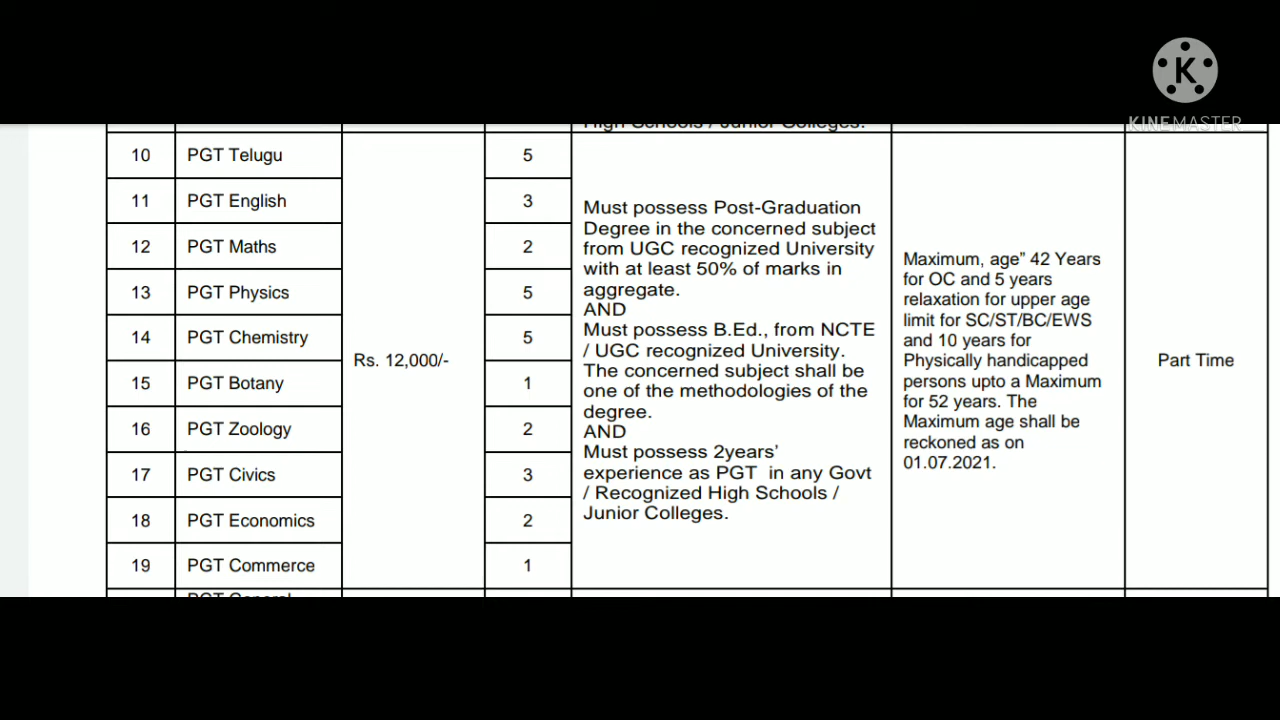 K
KINEMASTER
High Schools / Junior Colleges.
10 PGT Telugu 5
11 PGT English 3
12 PGT Maths 2
13 PGT Physics 5
14 PGT Chemistry 5
15 PGT Botany 1
16 PGT Zoology 2
17 PGT Civics 3
18 PGT Economics 2
19 PGT Commerce 1
Rs. 12,000/-
Must possess Post-Graduation
Degree in the concerned subject
from UGC recognized University
with at least 50% of marks in
aggregate.
AND
Must possess B.Ed., from NCTE
/ UGC recognized University.
The concerned subject shall be
one of the methodologies of the
degree.
AND
Must possess 2years’
experience as PGT in any Govt
/ Recognized High Schools /
Junior Colleges.
Maximum, age” 42 Years
for OC and 5 years
relaxation for upper age
limit for SC/ST/BC/EWS
and 10 years for
Physically handicapped
persons upto a Maximum
for 52 years. The
Maximum age shall be
reckoned as on
01.07.2021.
Part Time
PGT General